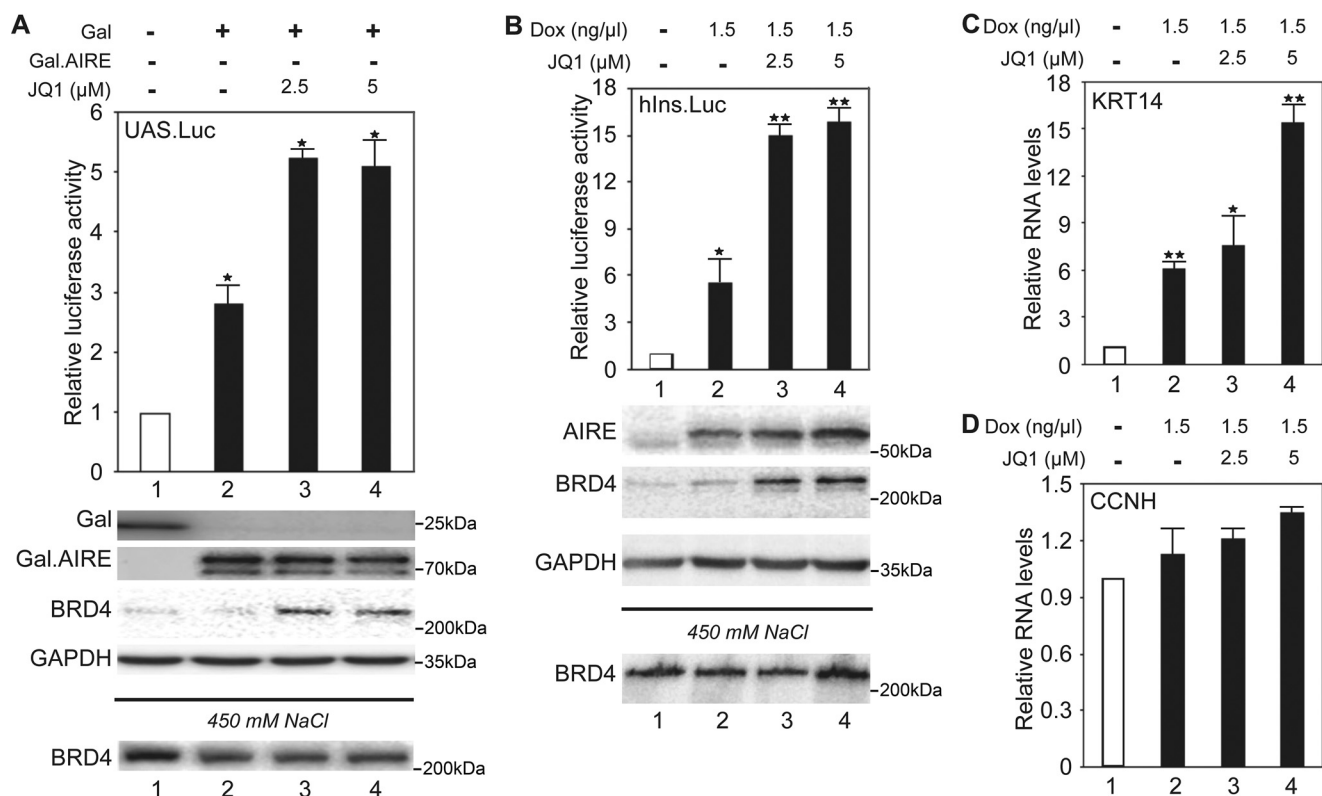 A
Gal - + + +
Gal.AIRE - - - -
JQ1 (µM) - - 2.5 5
UAS.Luc
Relative luciferase activity
6
5
4
3
2
1
0
1 2 3 4
Gal -25kDa
Gal.AIRE -70kDa
BRD4 -200kDa
GAPDH -35kDa
450 mM NaCl
BRD4 -200kDa
1 2 3 4
B
Dox (ng/µl) - 1.5 1.5 1.5
JQ1 (µM) - - 2.5 5
hIns.Luc
Relative luciferase activity
18
15
12
9
6
3
0
1 2 3 4
AIRE -50kDa
BRD4 -200kDa
GAPDH -35kDa
450 mM NaCl
BRD4 -200kDa
1 2 3 4
C
Dox (ng/µl) - 1.5 1.5 1.5
JQ1 (µM) - - 2.5 5
KRT14
Relative RNA levels
18
15
12
9
6
3
0
1 2 3 4
D
Dox (ng/µl) - 1.5 1.5 1.5
JQ1 (µM) - - 2.5 5
CCNH
Relative RNA levels
1.5
1.2
0.9
0.6
0.3
0
1 2 3 4